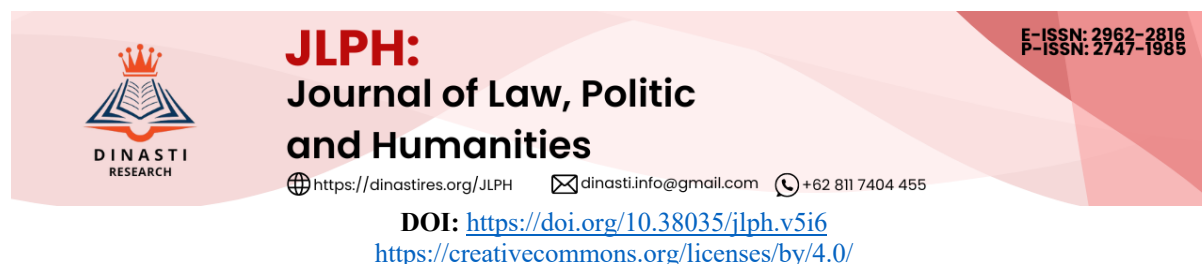 JLPH:
Journal of Law, Politic
and Humanities
E-ISSN: 2962-2816
P-ISSN: 2747-1985
DINASTI
RESEARCH
https://dinastires.org/JLPH dinasti.info@gmail.com +62 811 7404 455
DOI: https://doi.org/10.38035/jlph.v5i6
https://creativecommons.org/licenses/by/4.0/